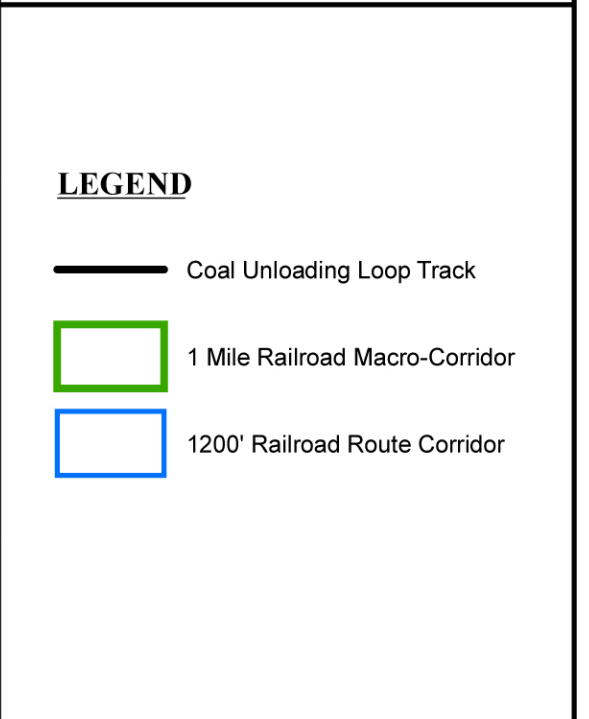 LEGEND
Coal Unloading Loop Track
1 Mile Railroad Macro-Corridor
1200' Railroad Route Corridor